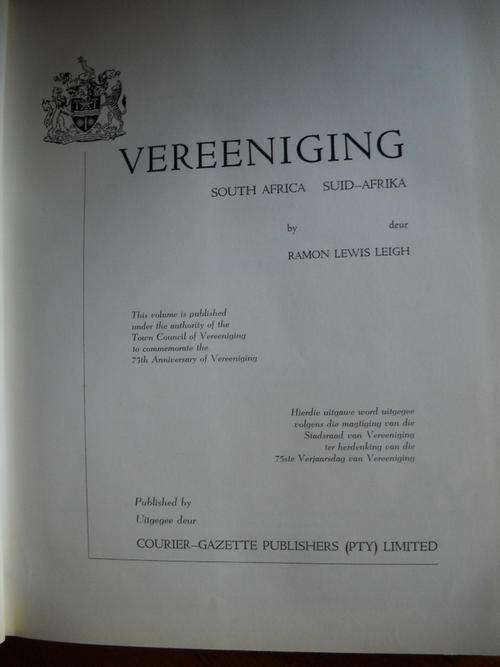 VEREENIGING
SOUTH AFRICA SUID-AFRIKA
by deur
RAMON LEWIS LEIGH
This volume is published
under the authority of the
Town Council of Vereeniging
to commemorate the
75th Anniversary of Vereeniging
Hierdie uitgawe word uitgegee
volgens die magtiging van die
Stadsraad van Vereeniging
ter herdenking van die
75ste Verjaarsdag van Vereeniging
Published by
Uitgegee deur
COURIER-GAZETTE PUBLISHERS (PTY) LIMITED